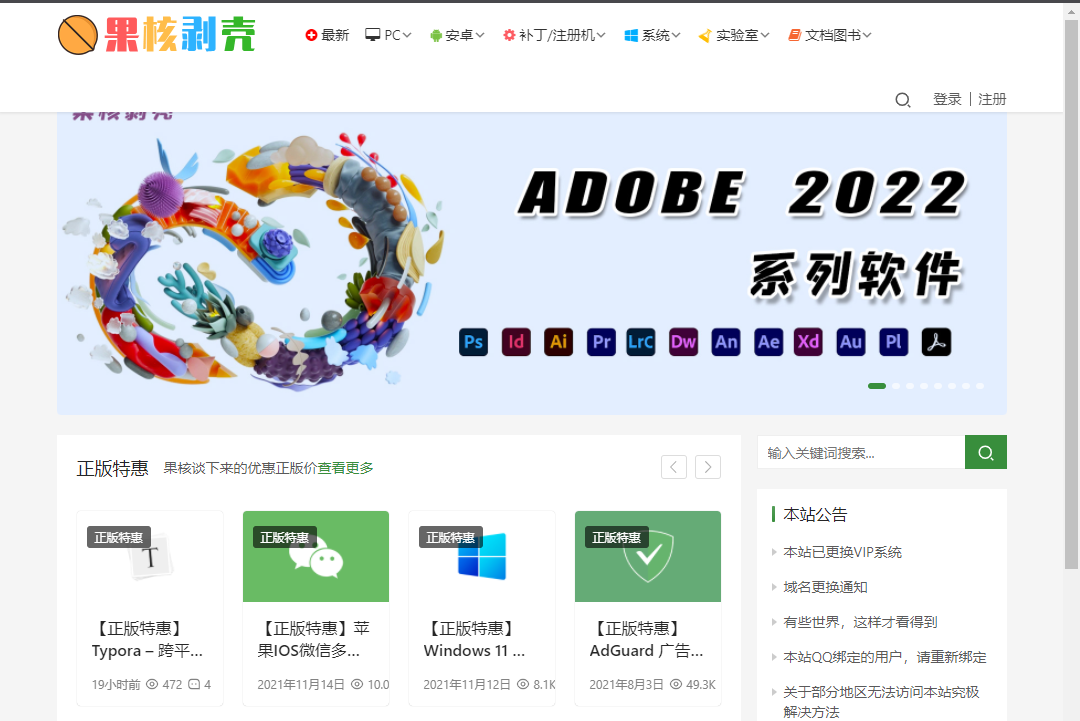 果核剥壳
最新 PC 安卓 补丁/注册机 系统 实验室 文档图书
登录 | 注册
果核剥壳
ADOBE 2022
系列软件
Ps Id Ai Pr LrC Dw An Ae Xd Au Pl
正版特惠 果核谈下来的优惠正版价查看更多
输入关键词搜索...
正版特惠
T
【正版特惠】
Typora – 跨平...
19小时前 472 4
正版特惠
【正版特惠】苹
果IOS微信多...
2021年11月14日 10.0
正版特惠
【正版特惠】
Windows 11 ...
2021年11月12日 8.1K
正版特惠
【正版特惠】
AdGuard 广告...
2021年8月3日 49.3K
本站公告
本站已更换VIP系统
域名更换通知
有些世界，这样才看得到
本站QQ绑定的用户，请重新绑定
关于部分地区无法访问本站究极
解决方法